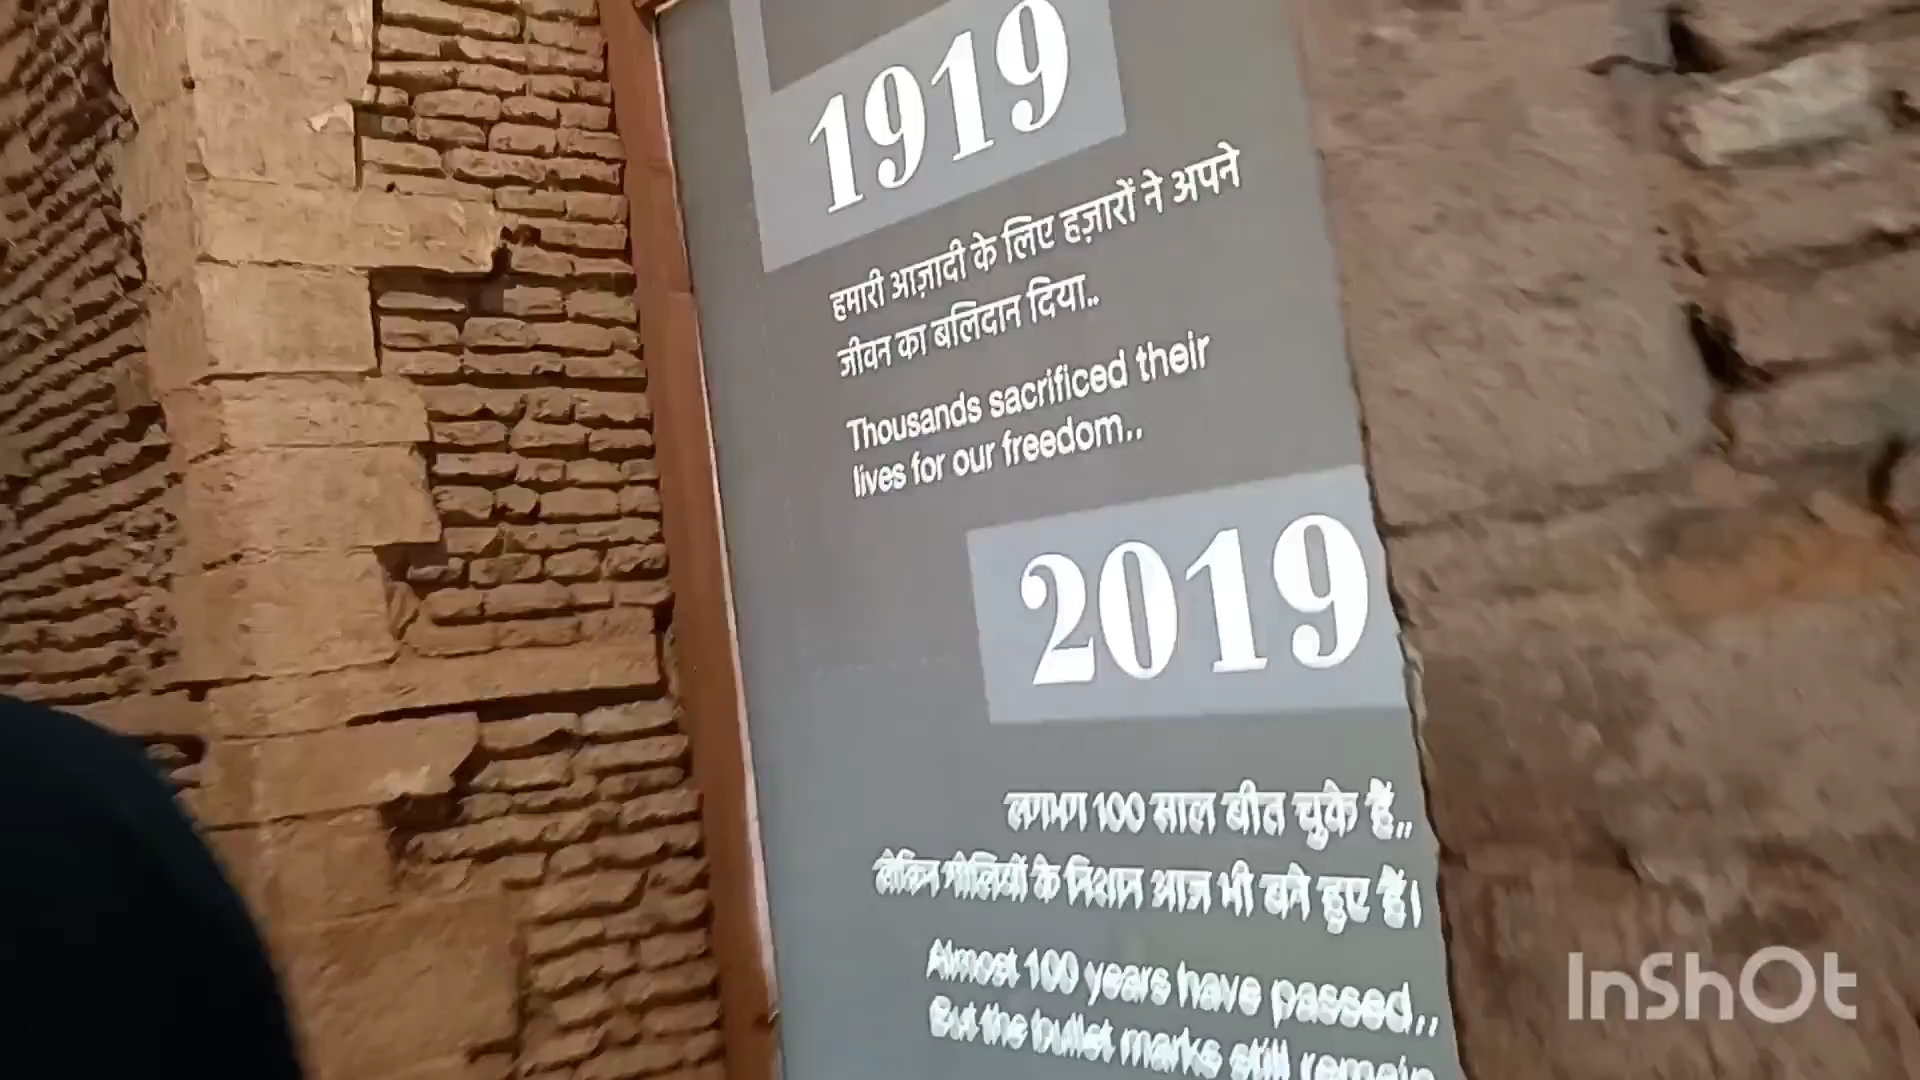 1919
हमारी आज़ादी के लिए हज़ारों ने अपने
जीवन का बलिदान दिया..
Thousands sacrificed their
lives for our freedom..
2019
लगभग 100 साल बीत चुके हैं..
लेकिन गोलियों के निशान आज भी बने हुए हैं।
Almost 100 years have passed..
But the bullet marks still remain
InShOt